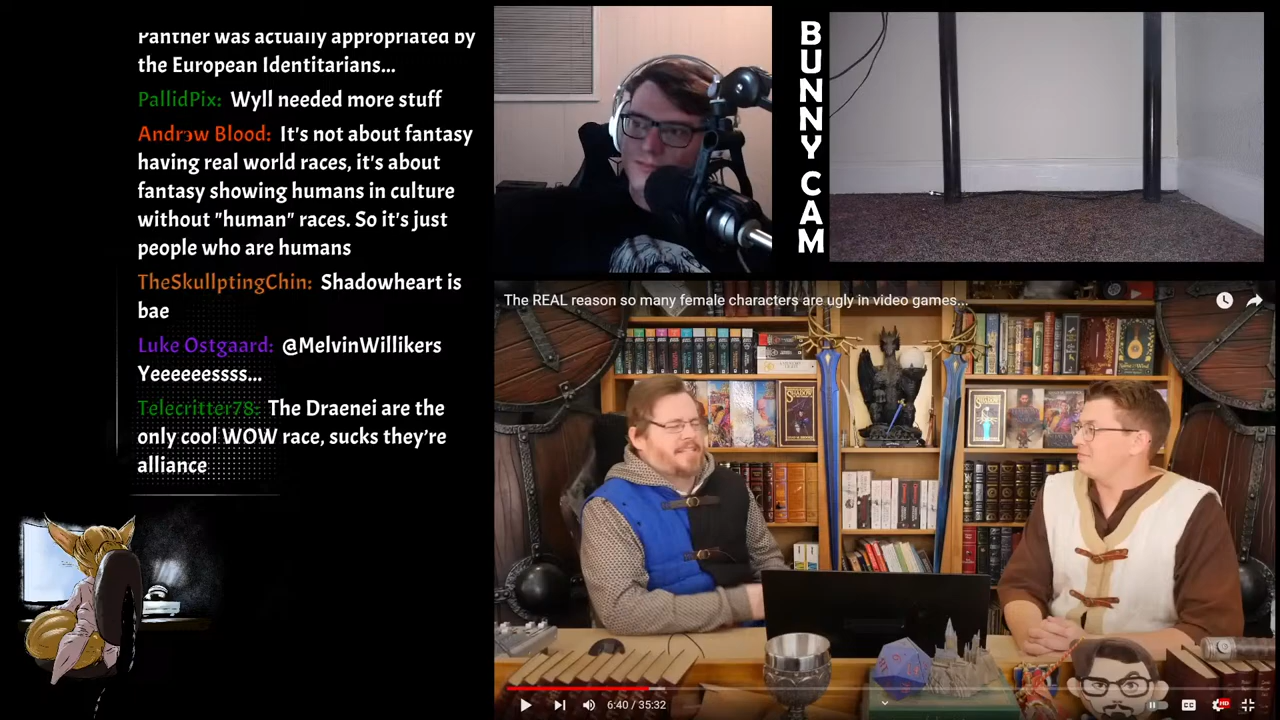 Panther was actually appropriated by
the European Identitarians...
PallidPix: Wyll needed more stuff
Andrew Blood: It's not about fantasy
having real world races, it's about
fantasy showing humans in culture
without "human" races. So it's just
people who are humans
TheSkullptingChin: Shadowheart is
bae
Luke Ostgaard: @MelvinWillikers
Yeeeeeessss...
Telecritter78: The Draenei are the
only cool WOW race, sucks they're
alliance
BUNNY CAM
The REAL reason so many female characters are ugly in video games...
SHADOW
6:40 / 35:32
CC
HD